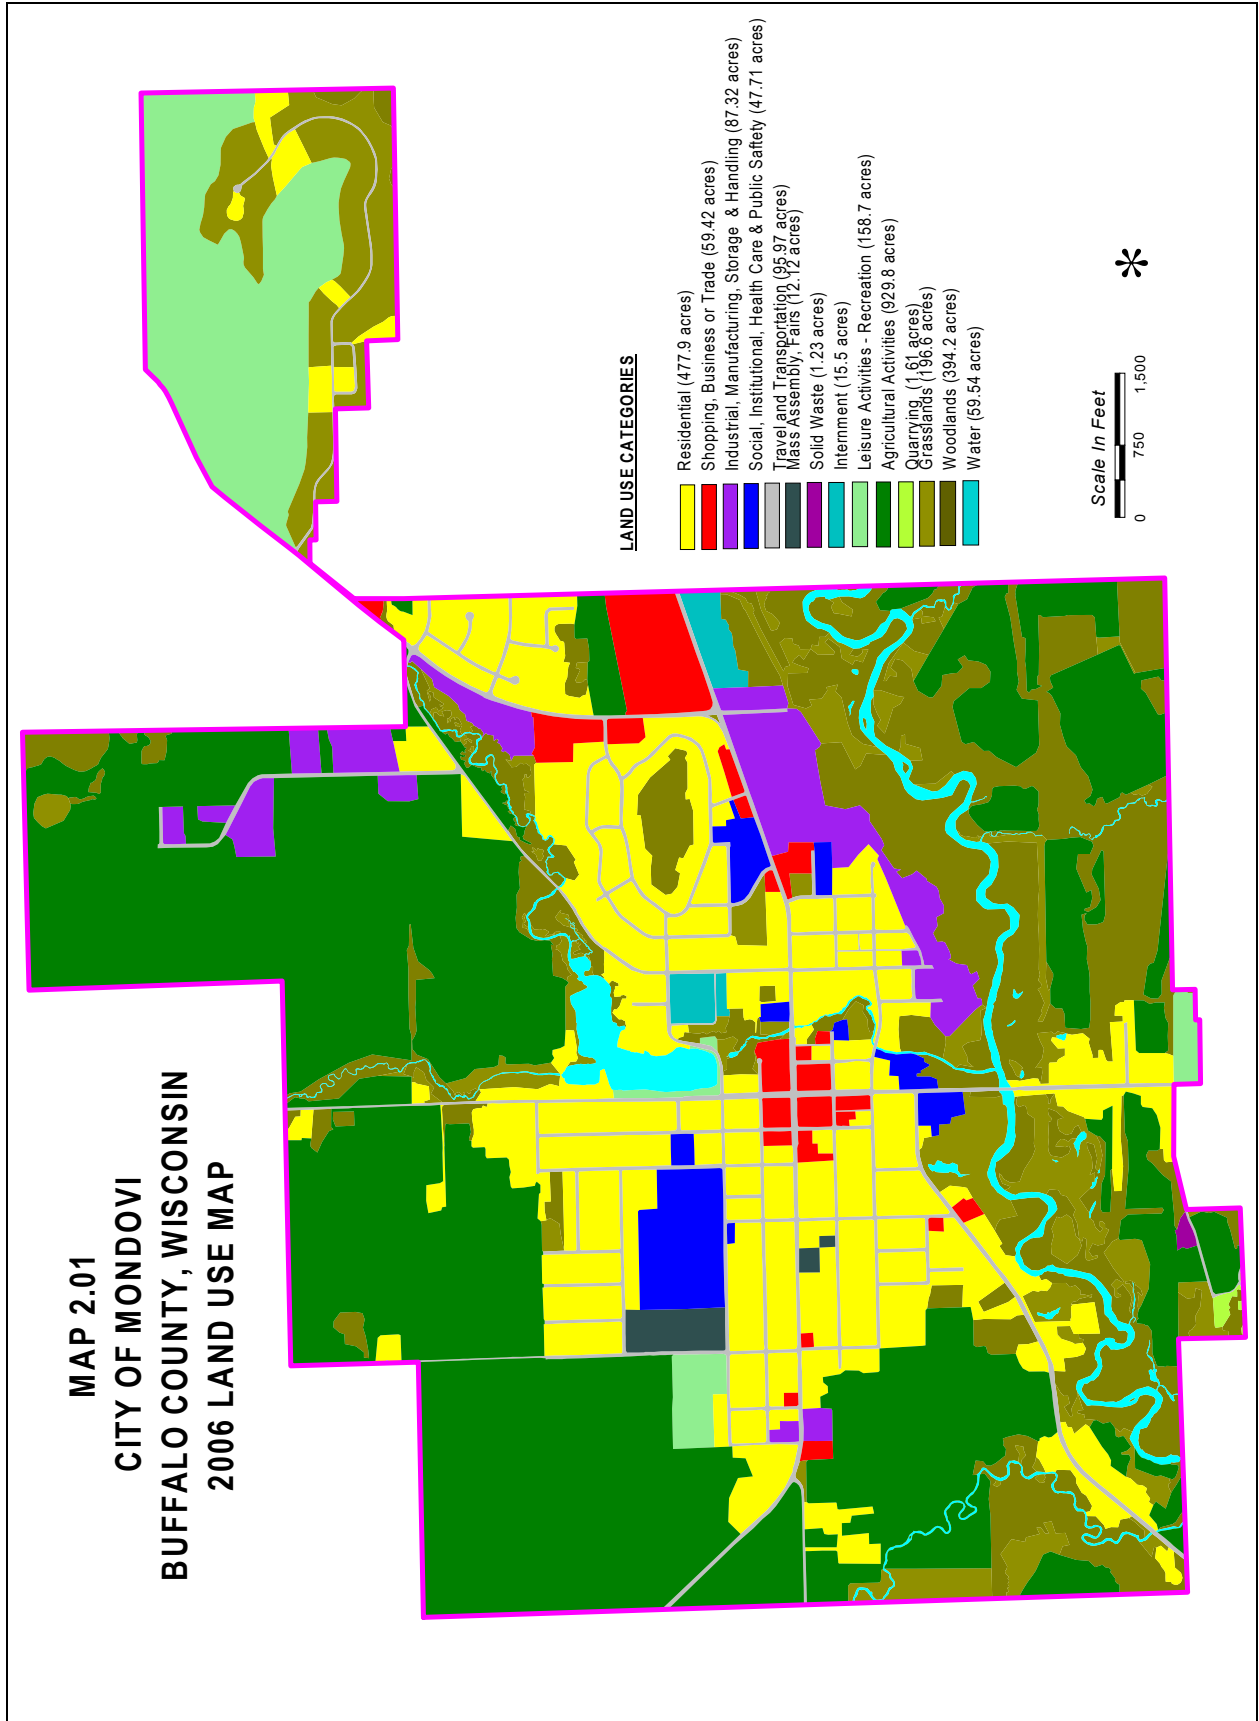 MAP 2.01
CITY OF MONDOVI
BUFFALO COUNTY, WISCONSIN
2006 LAND USE MAP
LAND USE CATEGORIES
Residential (477.9 acres)
Shopping, Business or Trade (59.42 acres)
Industrial, Manufacturing, Storage & Handling (87.32 acres)
Social, Institutional, Health Care & Public Saftety (47.71 acres)
Travel and Transportation (95.97 acres)
Mass Assembly, Fairs (12.12 acres)
Solid Waste (1.23 acres)
Internment (15.5 acres)
Leisure Activities - Recreation (158.7 acres)
Agricultural Activities (929.8 acres)
Quarrying (1.61 acres)
Grasslands (196.6 acres)
Woodlands (394.2 acres)
Water (59.54 acres)
*
Scale In Feet
0 750 1,500